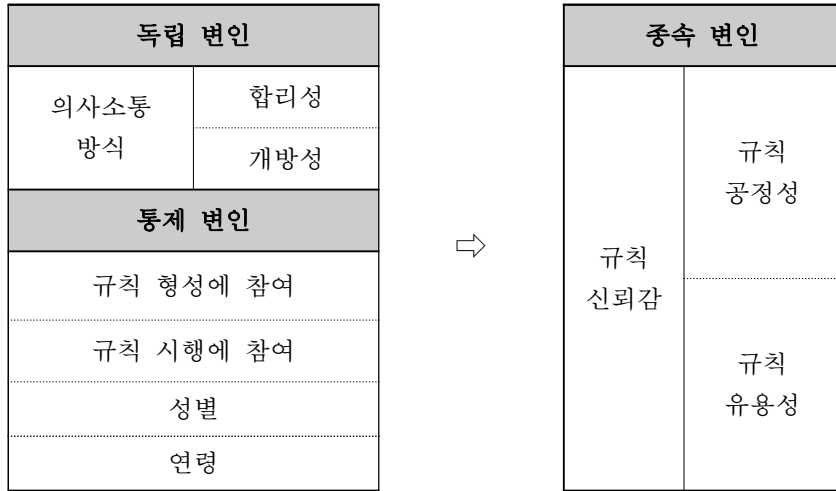 독립 변인
의사소통
방식
합리성
개방성
통제 변인
규칙 형성에 참여
규칙 시행에 참여
성별
연령
⇨
종속 변인
규칙
신뢰감
규칙
공정성
규칙
유용성